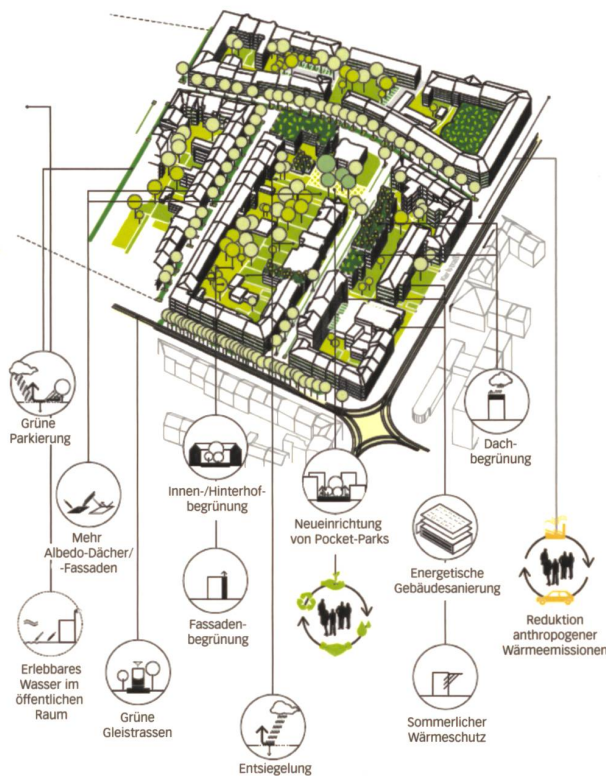 Grüne
Parkierung
Mehr
Albedo-Dächer/
-Fassaden
Erlebbares
Wasser im
öffentlichen
Raum
Grüne
Gleistrassen
Innen-/Hinterhof-
begrünung
Fassaden-
begrünung
Entsiegelung
Neueinrichtung
von Pocket-Parks
Energetische
Gebäudesanierung
Sommerlicher
Wärmeschutz
Dach-
begrünung
Reduktion
anthropogener
Wärmeemissionen